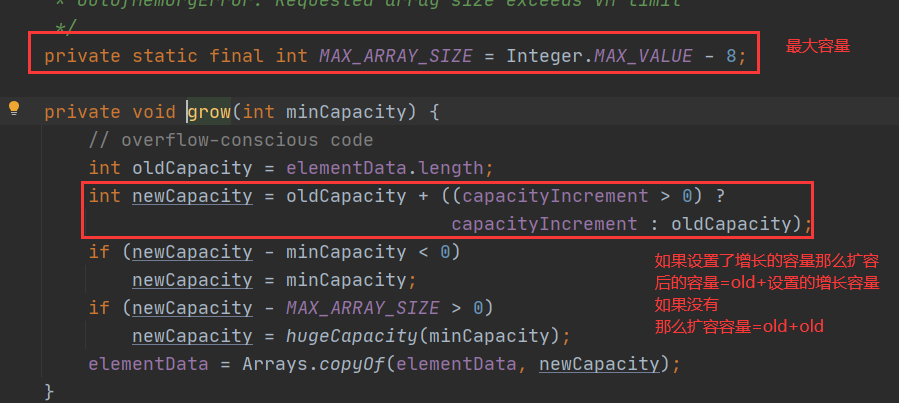 * OutOfMemoryError: Requested array size exceeds VM limit
*/
private static final int MAX_ARRAY_SIZE = Integer.MAX_VALUE - 8;
最大容量
private void grow(int minCapacity) {
// overflow-conscious code
int oldCapacity = elementData.length;
int newCapacity = oldCapacity + ((capacityIncrement > 0) ?
capacityIncrement : oldCapacity);
if (newCapacity - minCapacity < 0)
newCapacity = minCapacity;
if (newCapacity - MAX_ARRAY_SIZE > 0)
newCapacity = hugeCapacity(minCapacity);
elementData = Arrays.copyOf(elementData, newCapacity);
}
如果设置了增长的容量那么扩容
后的容量=old+设置的增长容量
如果没有
那么扩容容量=old+old